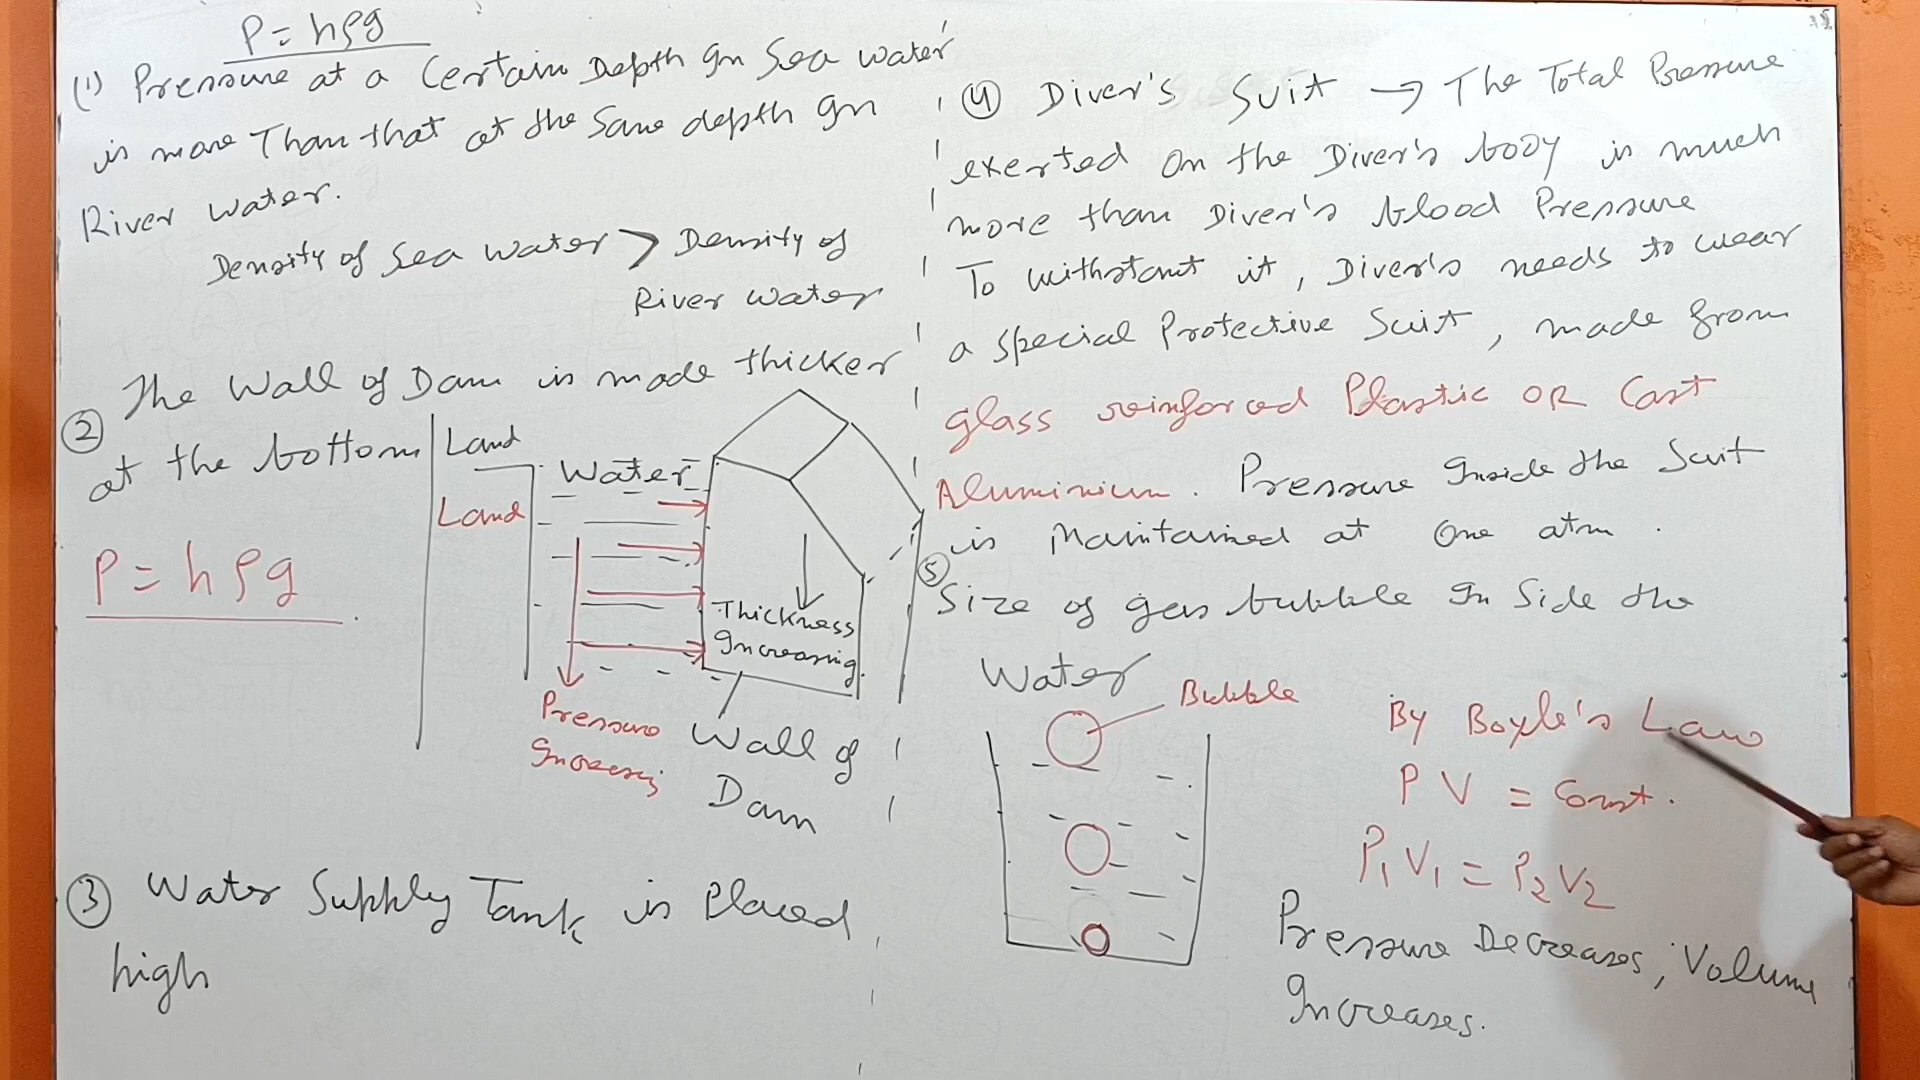 P = hρg
(1) Pressure at a Certain Depth In Sea water
is more Than that at the Same depth In
River water.
Density of Sea Water > Density of
River Water
② The Wall of Dam is made thicker
at the bottom
Land
Land
Water
P = hρg
Thickness
Increasing
Pressure
Increasing
Wall of
Dam
③ Water Supply Tank is Placed
high
④ Diver's Suit → The Total Pressure
exerted on the Diver's body is much
more than Diver's blood Pressure
To withstant it, Diver's needs to wear
a special Protective Suit, made from
glass reinforced Plastic OR Cast
Aluminium. Pressure Inside the Suit
is Maintained at One atm.
⑤ Size of gas bubble In Side the
Water
Bubble
By Boyle's Law
P V = Const.
P₁V₁ = P₂V₂
Pressure Decreases, Volume
Increases.